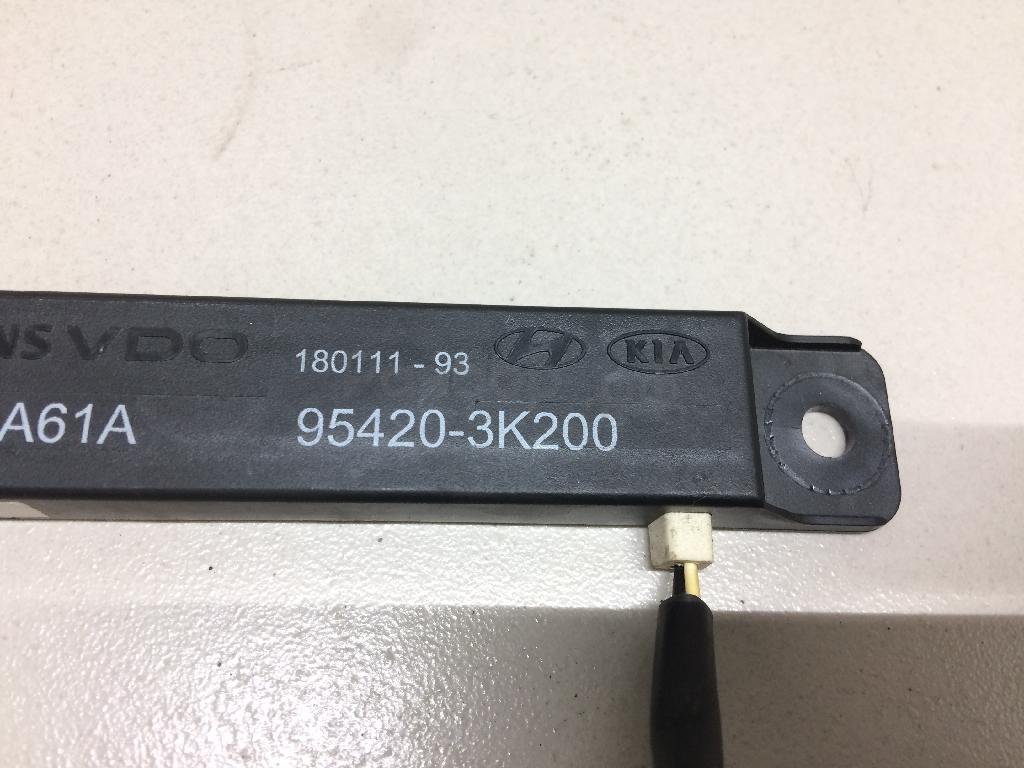 NS VDO
180111 - 93
KIA
A61A
95420-3K200